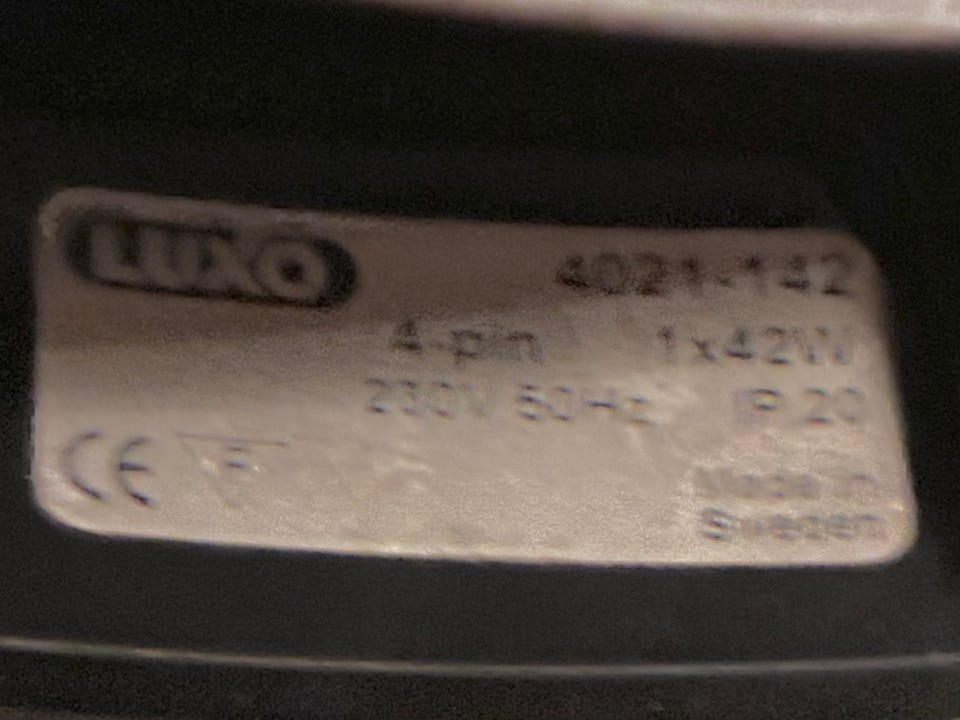 LUXO 4021-142
4-pin 1x42W
230V 50Hz IP 20
CE F Made in
Sweden